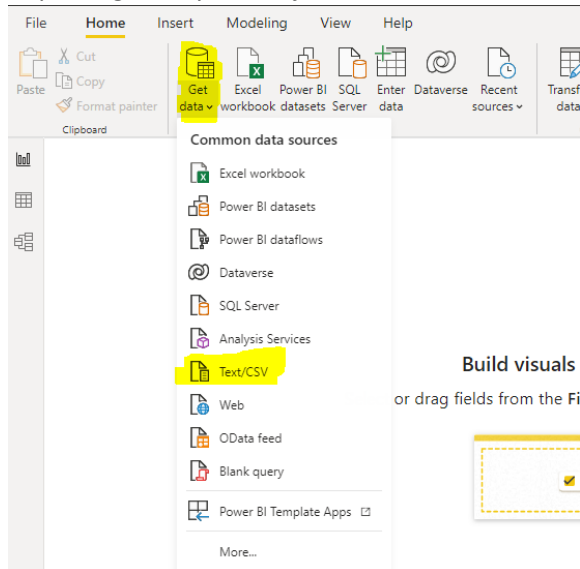 File Home Insert Modeling View Help
Cut
Copy
Format painter
Paste
Get data
Excel workbook
Power BI datasets
SQL Server
Enter data
Dataverse
Recent sources
data
Clipboard
Common data sources
Excel workbook
Power BI datasets
Power BI dataflows
Dataverse
SQL Server
Analysis Services
Text/CSV
Web
OData feed
Blank query
Power BI Template Apps
More...
Build visuals
or drag fields from the